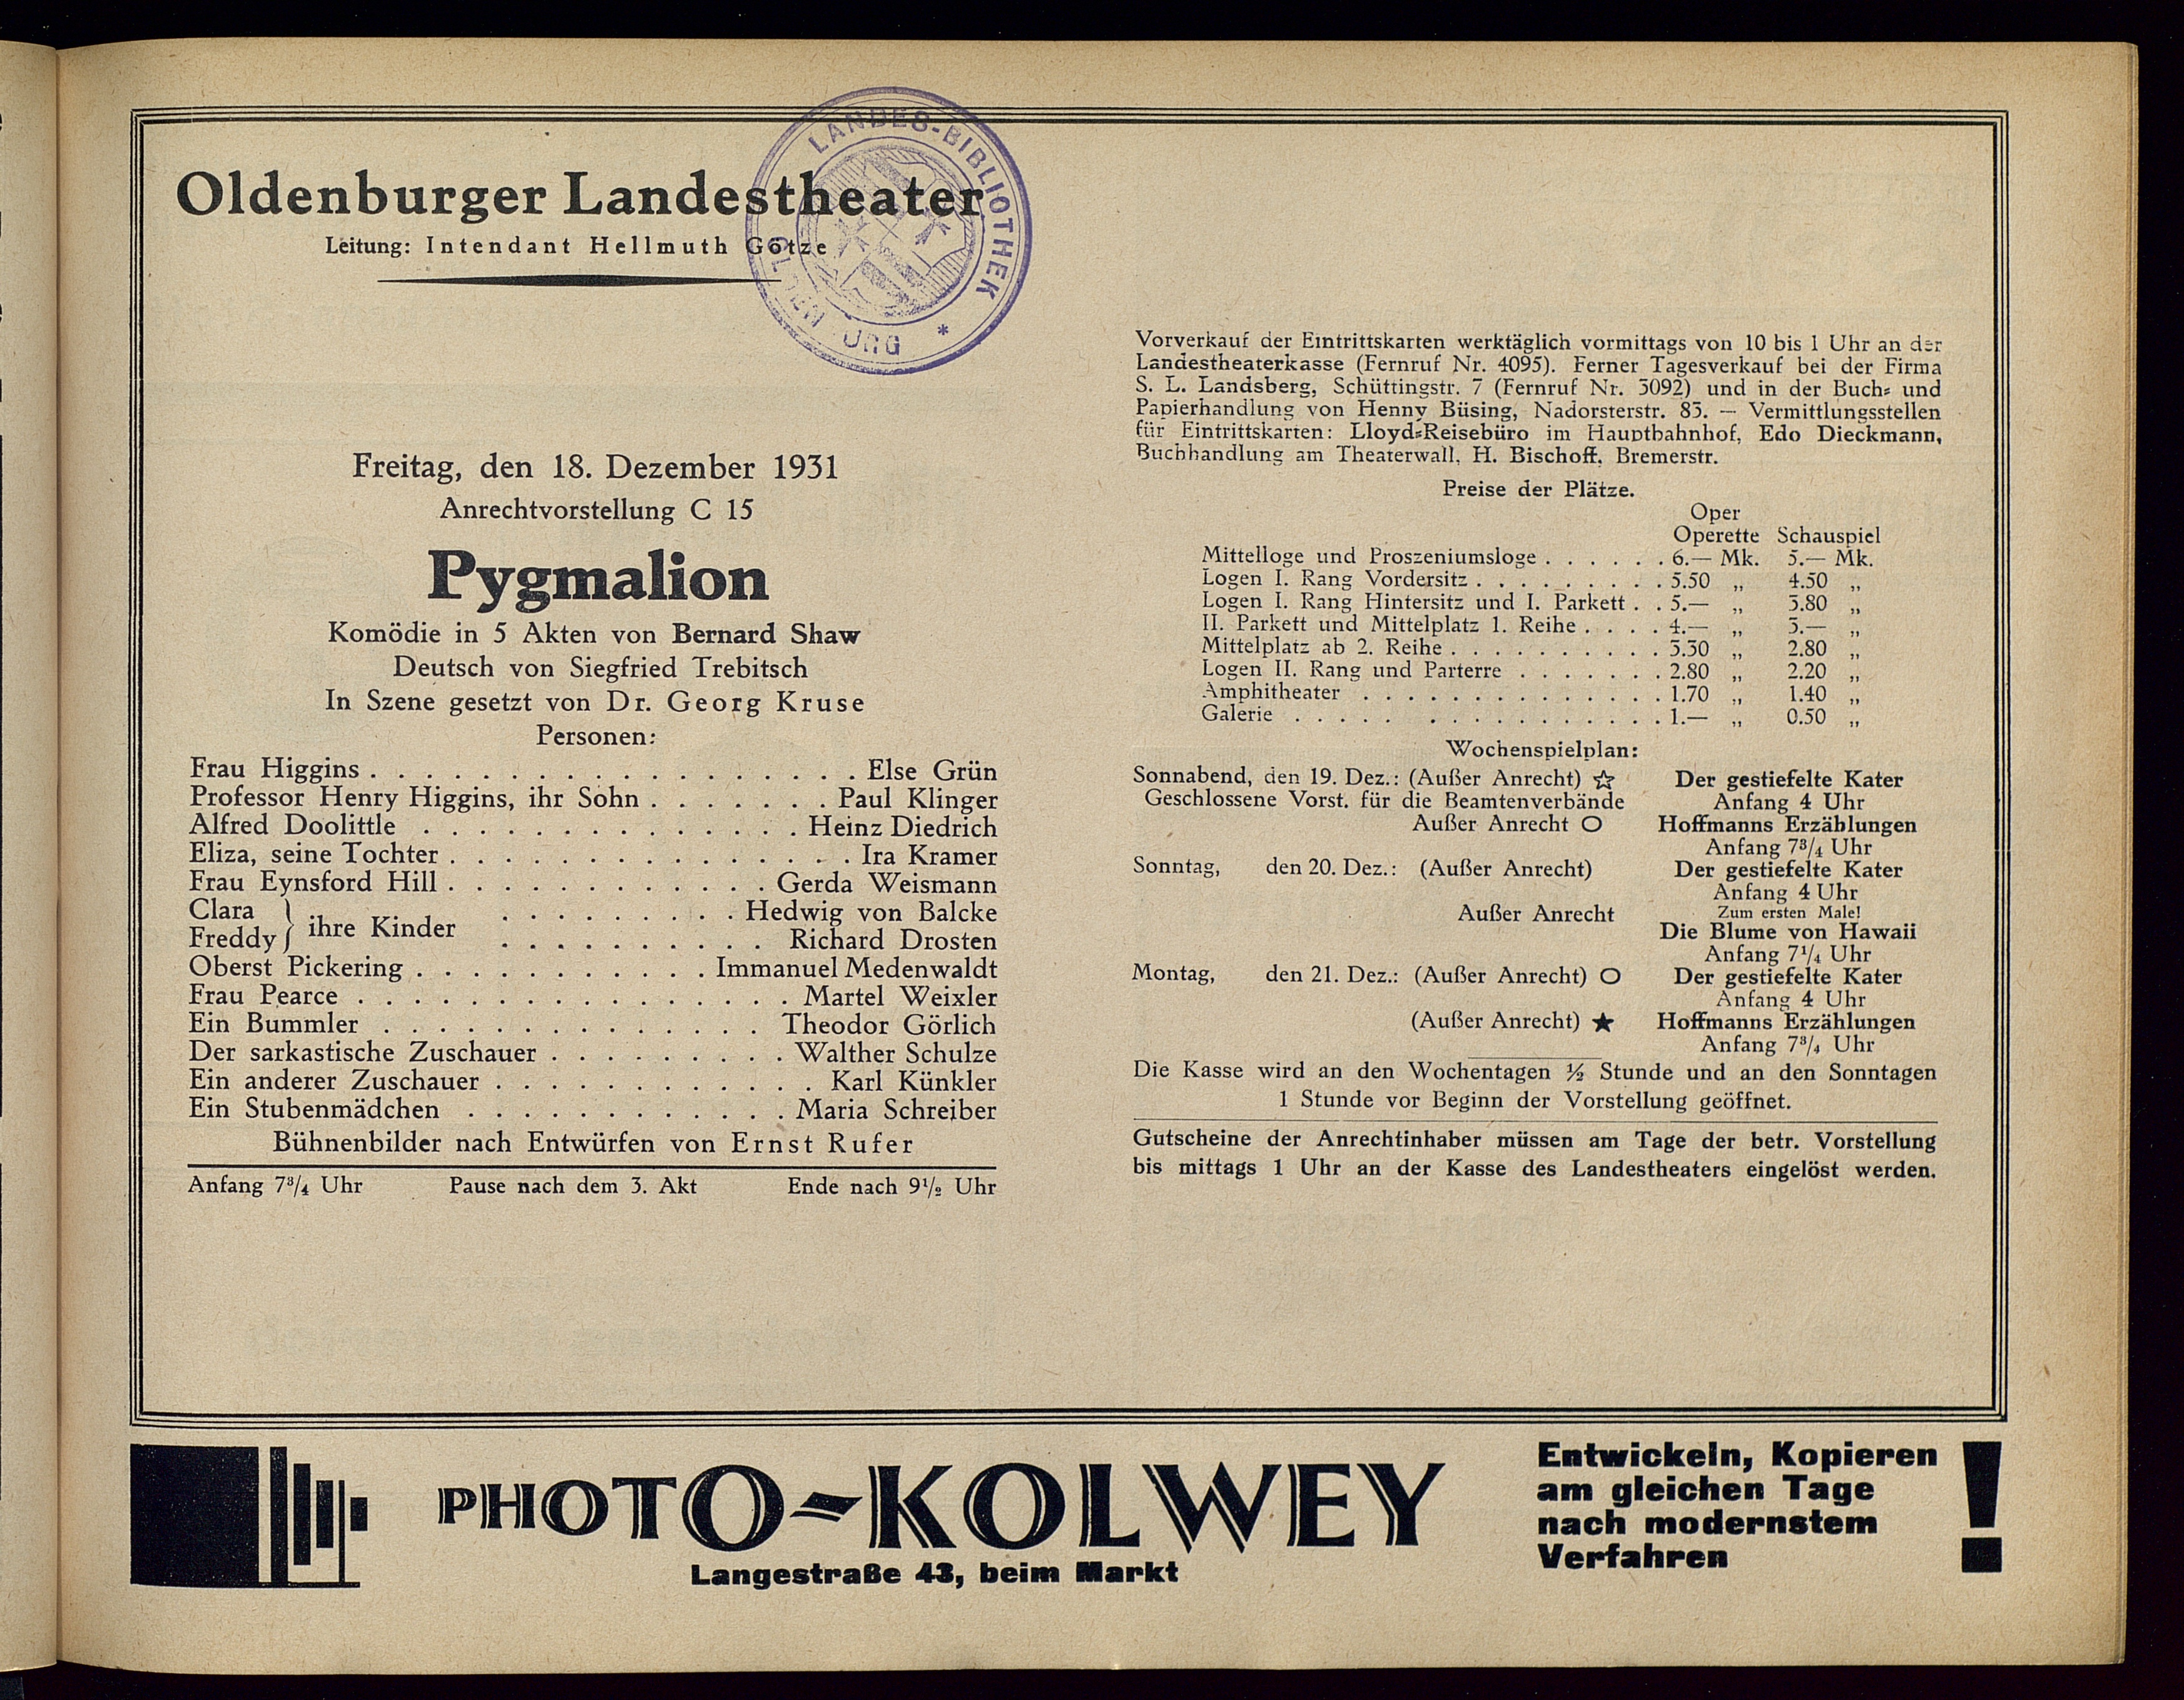 Oldenburger Landestheater
Leitung: Intendant Hellmuth Götze
LANDES-BIBLIOTHEK
Freitag, den 18. Dezember 1931
Anrechtvorstellung C 15
Pygmalion
Komödie in 5 Akten von Bernard Shaw
Deutsch von Siegfried Trebitsch
In Szene gesetzt von Dr. Georg Kruse
Personen:
Frau Higgins . . . . . . . . . . . . . . . . . . Else Grün
Professor Henry Higgins, ihr Sohn . . . . . . . Paul Klinger
Alfred Doolittle . . . . . . . . . . . . . . Heinz Diedrich
Eliza, seine Tochter . . . . . . . . . . . . . . . Ira Kramer
Frau Eynsford Hill . . . . . . . . . . . . Gerda Weismann
Clara . . . . . . . . . Hedwig von Balcke
} ihre Kinder
Freddy . . . . . . . . . . Richard Drosten
Oberst Pickering . . . . . . . . . . . Immanuel Medenwaldt
Frau Pearce . . . . . . . . . . . . . . . . Martel Weixler
Ein Bummler . . . . . . . . . . . . . . Theodor Görlich
Der sarkastische Zuschauer . . . . . . . . . Walther Schulze
Ein anderer Zuschauer . . . . . . . . . . . . Karl Künkler
Ein Stubenmädchen . . . . . . . . . . . . Maria Schreiber
Bühnenbilder nach Entwürfen von Ernst Rufer
Anfang 7¾ Uhr Pause nach dem 3. Akt Ende nach 9½ Uhr
Vorverkauf der Eintrittskarten werktäglich vormittags von 10 bis 1 Uhr an der
Landestheaterkasse (Fernruf Nr. 4095). Ferner Tagesverkauf bei der Firma
S. L. Landsberg, Schüttingstr. 7 (Fernruf Nr. 3092) und in der Buch- und
Papierhandlung von Henny Büsing, Nadorsterstr. 83. — Vermittlungsstellen
für Eintrittskarten: Lloyd-Reisebüro im Hauptbahnhof, Edo Dieckmann,
Buchhandlung am Theaterwall, H. Bischoff, Bremerstr.
Preise der Plätze.
Oper
Operette Schauspiel
Mittelloge und Proszeniumsloge . . . . . . 6.— Mk. 5.— Mk.
Logen I. Rang Vordersitz . . . . . . . . . 5.50 „ 4.50 „
Logen I. Rang Hintersitz und I. Parkett . . 5.— „ 3.80 „
II. Parkett und Mittelplatz 1. Reihe . . . . 4.— „ 3.— „
Mittelplatz ab 2. Reihe . . . . . . . . . . 3.30 „ 2.80 „
Logen II. Rang und Parterre . . . . . . . 2.80 „ 2.20 „
Amphitheater . . . . . . . . . . . . . . 1.70 „ 1.40 „
Galerie . . . . . . . . . . . . . . . . . 1.— „ 0.50 „
Wochenspielplan:
Sonnabend, den 19. Dez.: (Außer Anrecht) ☆ Der gestiefelte Kater
Geschlossene Vorst. für die Beamtenverbände Anfang 4 Uhr
Außer Anrecht O Hoffmanns Erzählungen
Anfang 7¾ Uhr
Sonntag, den 20. Dez.: (Außer Anrecht) Der gestiefelte Kater
Anfang 4 Uhr
Außer Anrecht Zum ersten Male!
Die Blume von Hawaii
Anfang 7¼ Uhr
Montag, den 21. Dez.: (Außer Anrecht) O Der gestiefelte Kater
Anfang 4 Uhr
(Außer Anrecht) ★ Hoffmanns Erzählungen
Anfang 7¾ Uhr
Die Kasse wird an den Wochentagen ½ Stunde und an den Sonntagen
1 Stunde vor Beginn der Vorstellung geöffnet.
Gutscheine der Anrechtinhaber müssen am Tage der betr. Vorstellung
bis mittags 1 Uhr an der Kasse des Landestheaters eingelöst werden.
PHOTO-KOLWEY
Langestraße 43, beim Markt
Entwickeln, Kopieren
am gleichen Tage
nach modernstem
Verfahren
!